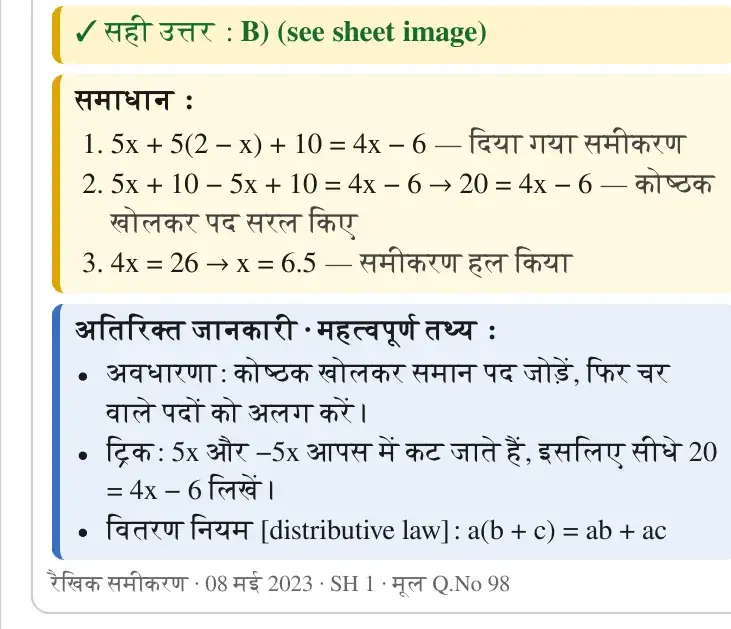 ✓ सही उत्तर : B) (see sheet image)
समाधान :
1. 5x + 5(2 − x) + 10 = 4x − 6 — दिया गया समीकरण
2. 5x + 10 − 5x + 10 = 4x − 6 → 20 = 4x − 6 — कोष्ठक
खोलकर पद सरल किए
3. 4x = 26 → x = 6.5 — समीकरण हल किया
अतिरिक्त जानकारी · महत्वपूर्ण तथ्य :
• अवधारणा : कोष्ठक खोलकर समान पद जोड़ें, फिर चर
वाले पदों को अलग करें।
• ट्रिक : 5x और −5x आपस में कट जाते हैं, इसलिए सीधे 20
= 4x − 6 लिखें।
• वितरण नियम [distributive law] : a(b + c) = ab + ac
रैखिक समीकरण · 08 मई 2023 · SH 1 · मूल Q.No 98